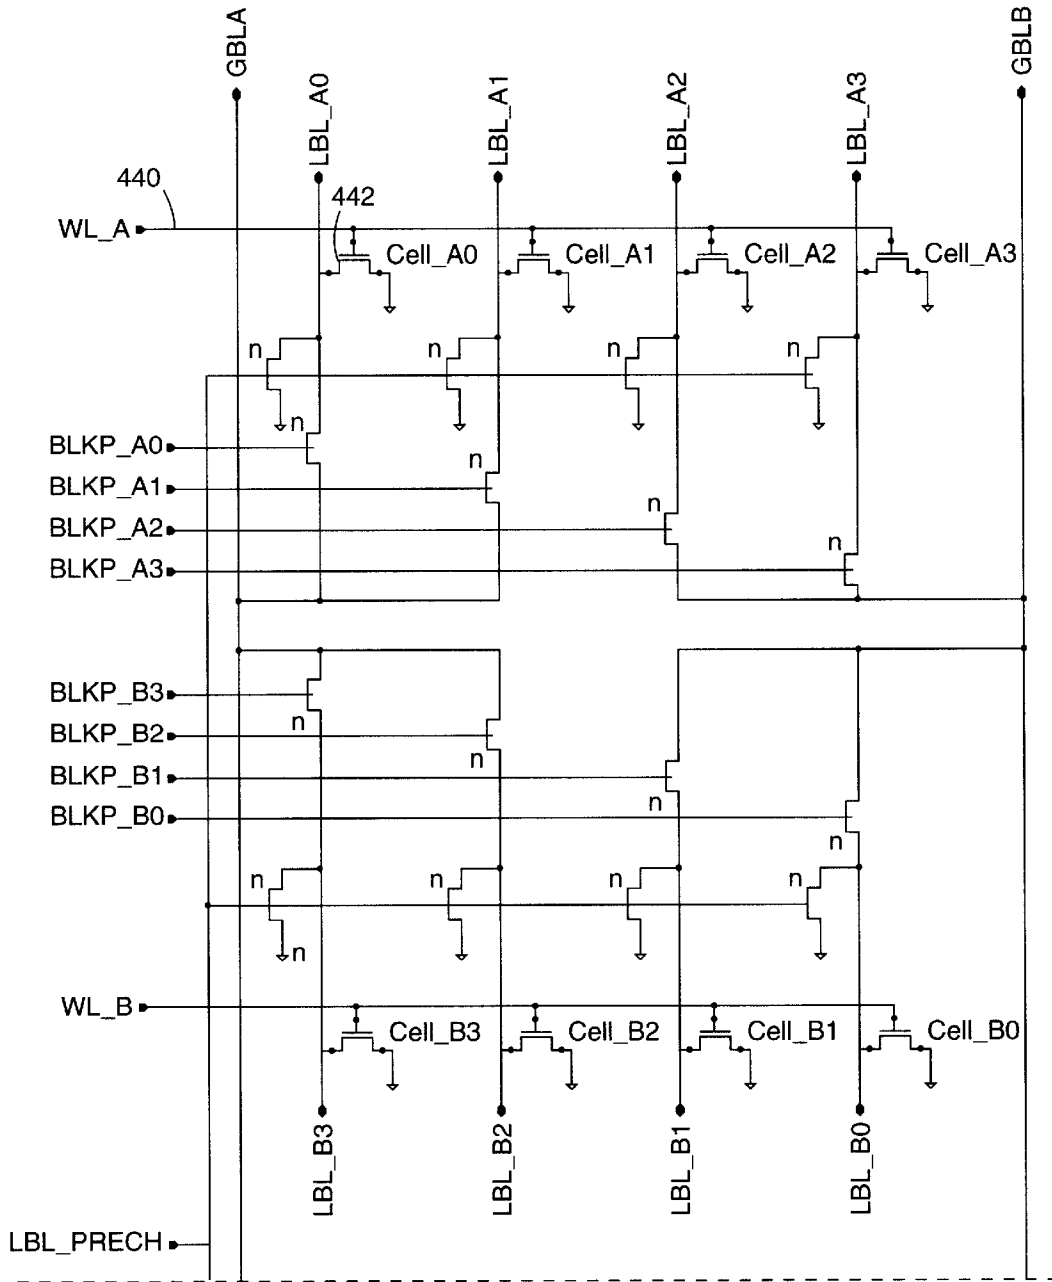 GBLA
GBLB
LBL_A0
LBL_A1
LBL_A2
LBL_A3
440
442
WL_A
Cell_A0
Cell_A1
Cell_A2
Cell_A3
n
n
n
n
n
BLKP_A0
n
BLKP_A1
n
BLKP_A2
n
BLKP_A3
BLKP_B3
n
BLKP_B2
n
BLKP_B1
n
BLKP_B0
n
n
n
n
n
n
WL_B
Cell_B3
Cell_B2
Cell_B1
Cell_B0
LBL_B3
LBL_B2
LBL_B1
LBL_B0
LBL_PRECH